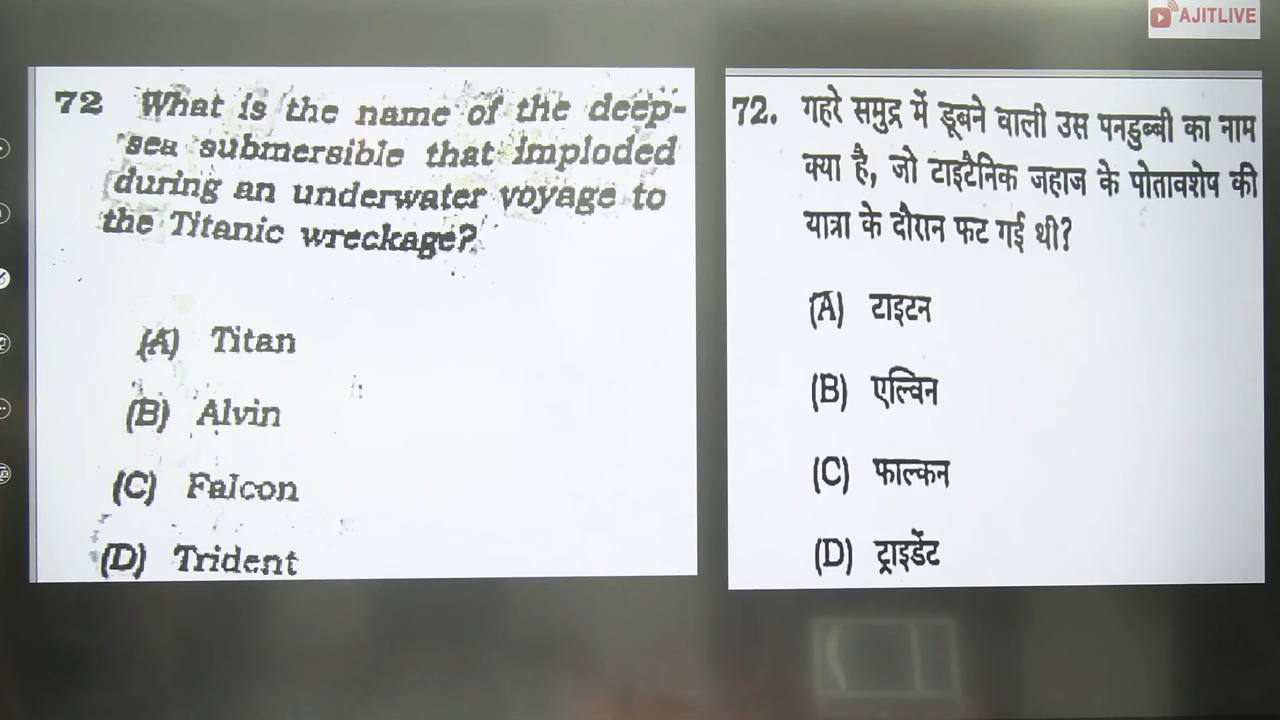 AJITLIVE
72 What is the name of the deep-
sea submersible that imploded
during an underwater voyage to
the Titanic wreckage?
(A) Titan
(B) Alvin
(C) Falcon
(D) Trident
72. गहरे समुद्र में डूबने वाली उस पनडुब्बी का नाम
क्या है, जो टाइटैनिक जहाज के पोतावशेष की
यात्रा के दौरान फट गई थी?
(A) टाइटन
(B) एल्विन
(C) फाल्कन
(D) ट्राइडेंट